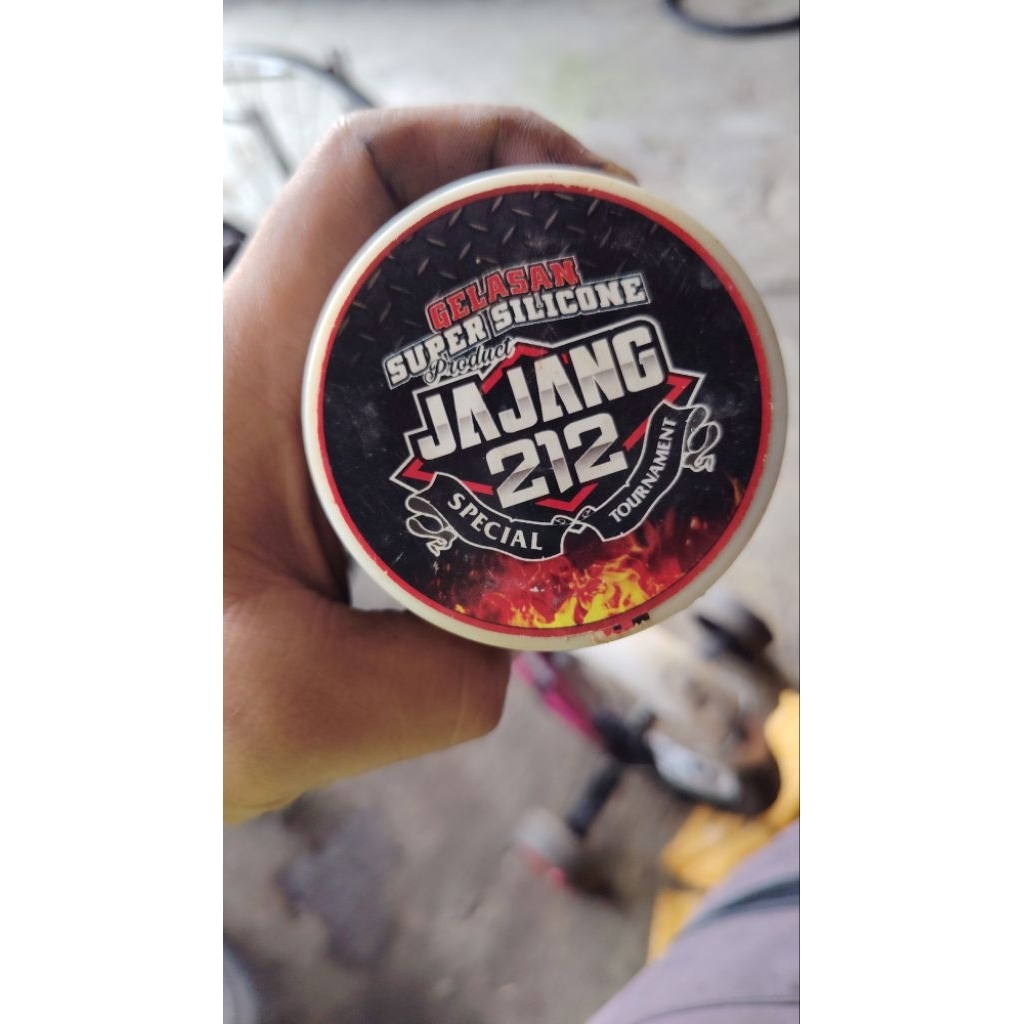 GELASAN
SUPER SILICONE
Product
JAJANG
212
SPECIAL TOURNAMENT